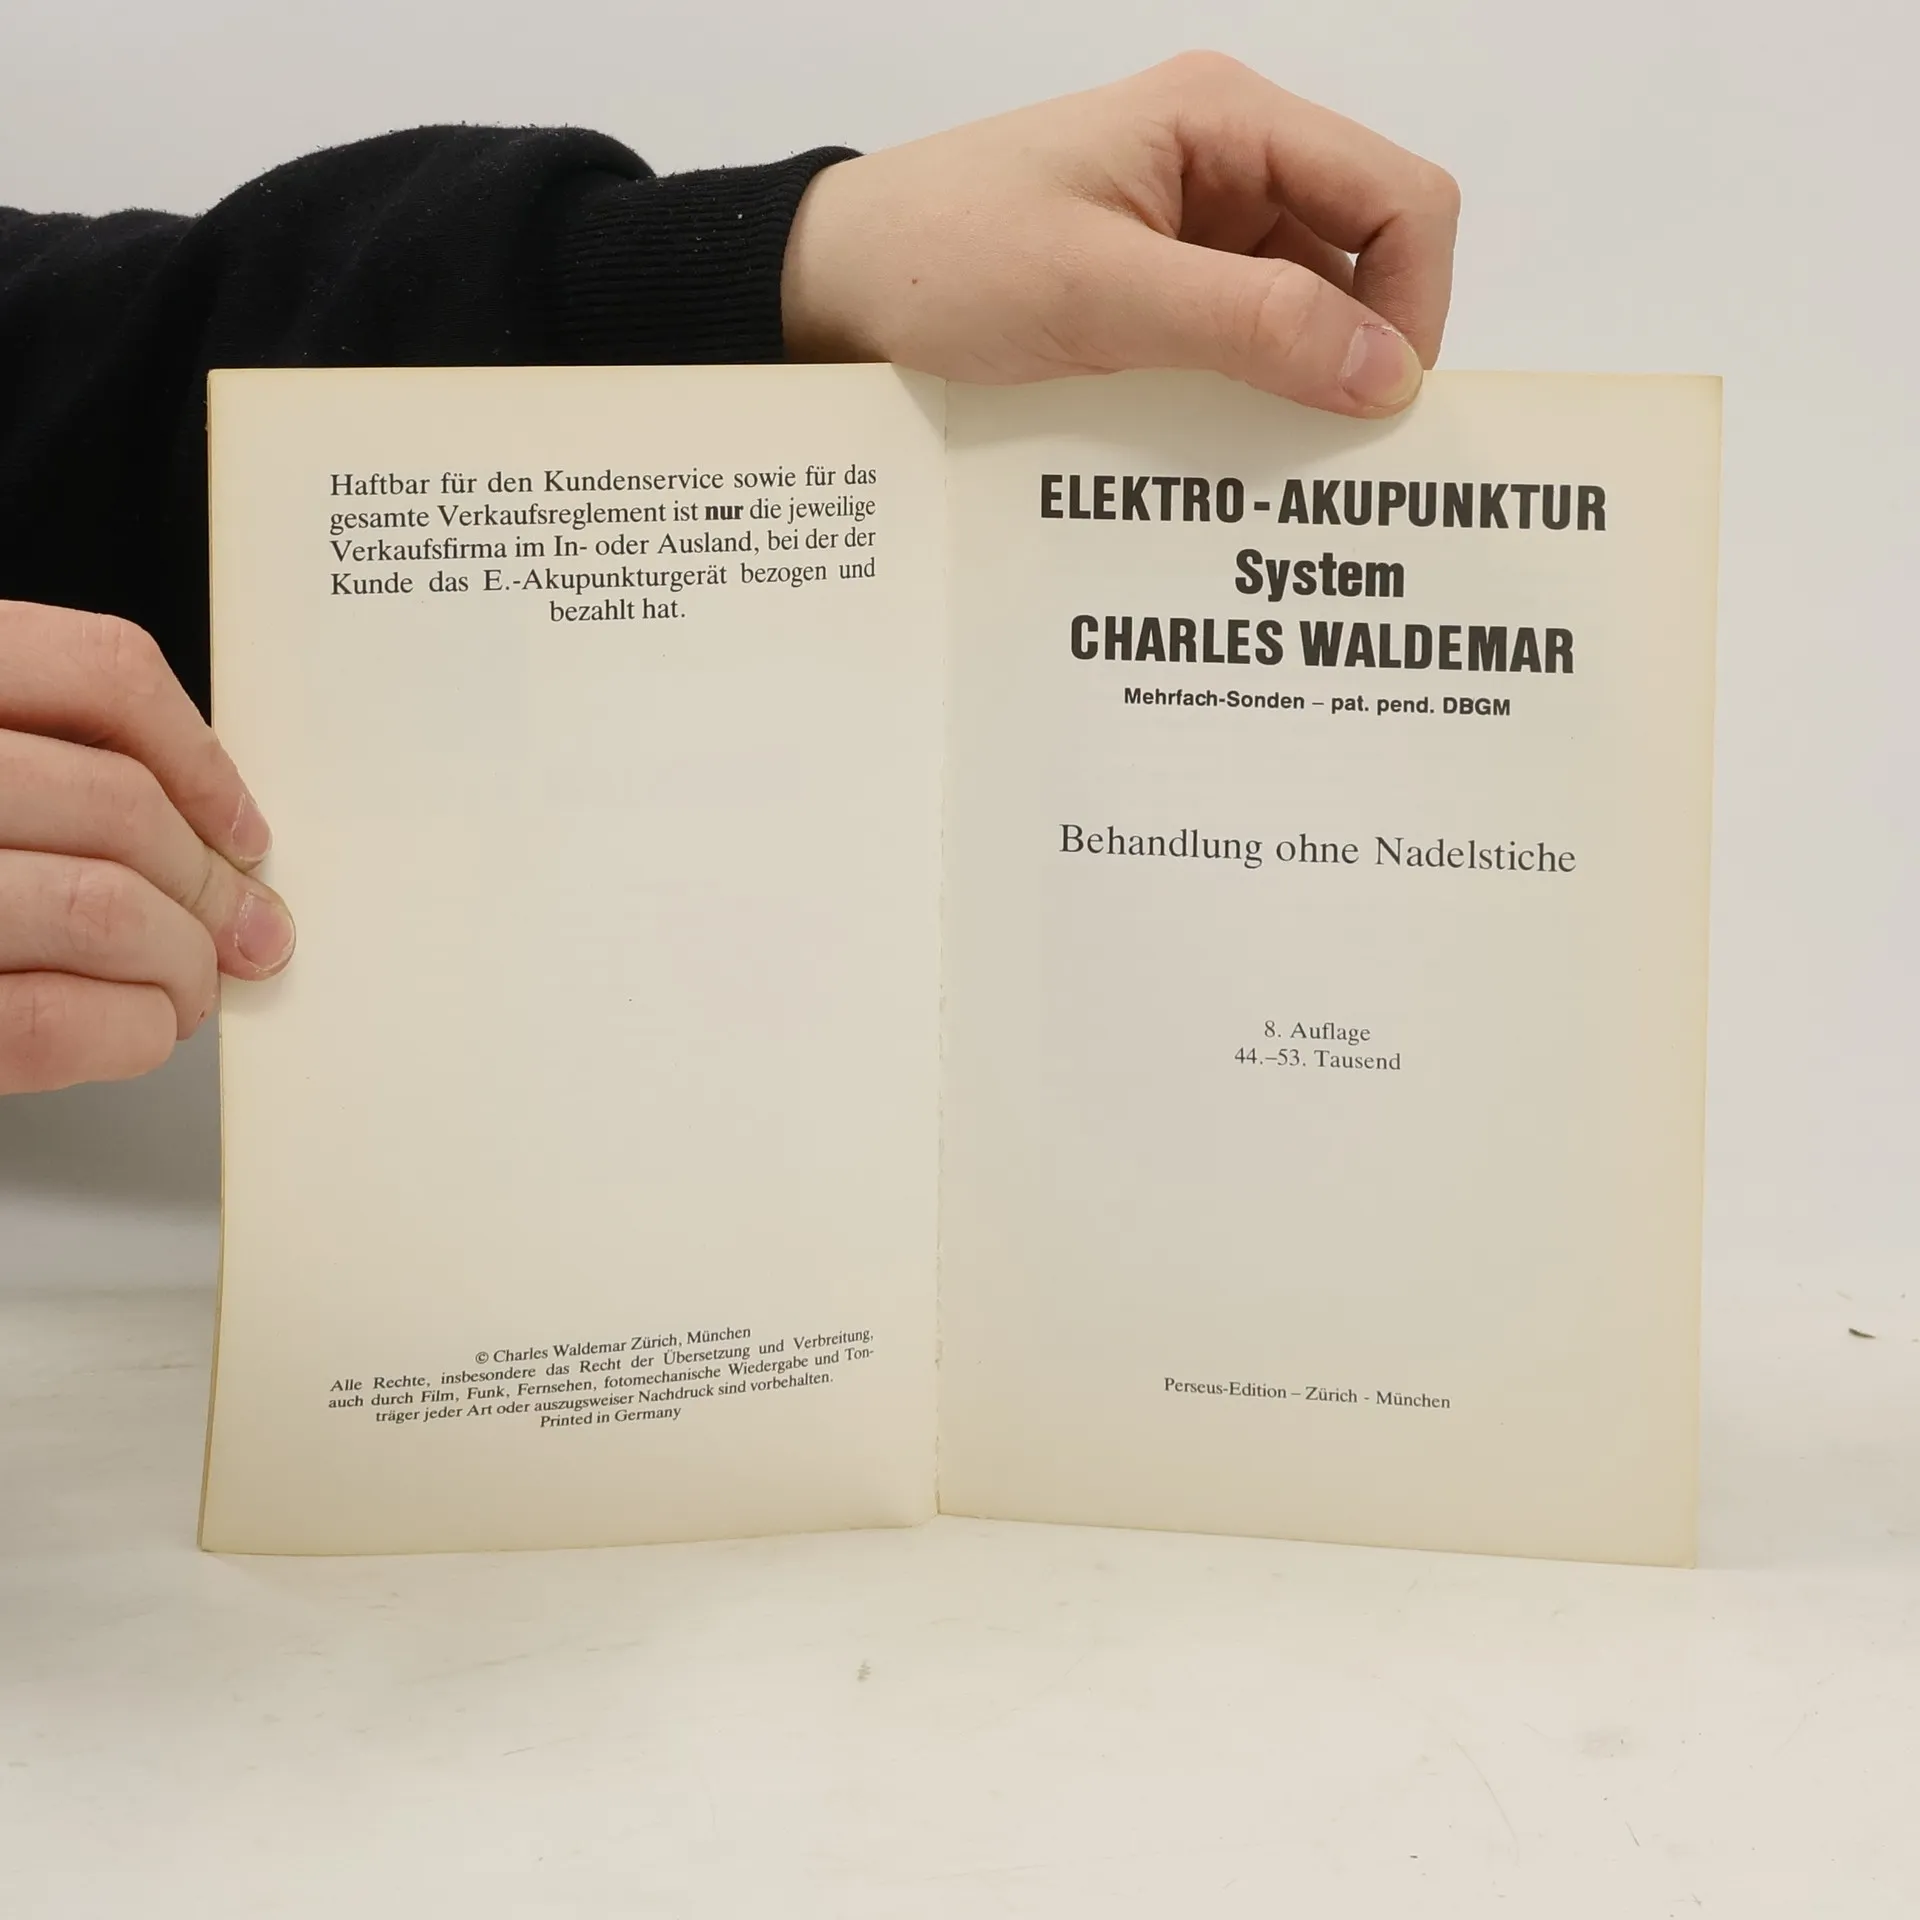 Haftbar für den Kundenservice sowie für das
gesamte Verkaufsreglement ist nur die jeweilige
Verkaufsfirma im In- oder Ausland, bei der der
Kunde das E.-Akupunkturgerät bezogen und
bezahlt hat.
© Charles Waldemar Zürich, München
Alle Rechte, insbesondere das Recht der Übersetzung und Verbreitung,
auch durch Film, Funk, Fernsehen, fotomechanische Wiedergabe und Ton-
träger jeder Art oder auszugsweiser Nachdruck sind vorbehalten.
Printed in Germany
ELEKTRO-AKUPUNKTUR
System
CHARLES WALDEMAR
Mehrfach-Sonden – pat. pend. DBGM
Behandlung ohne Nadelstiche
8. Auflage
44.–53. Tausend
Perseus-Edition – Zürich - München